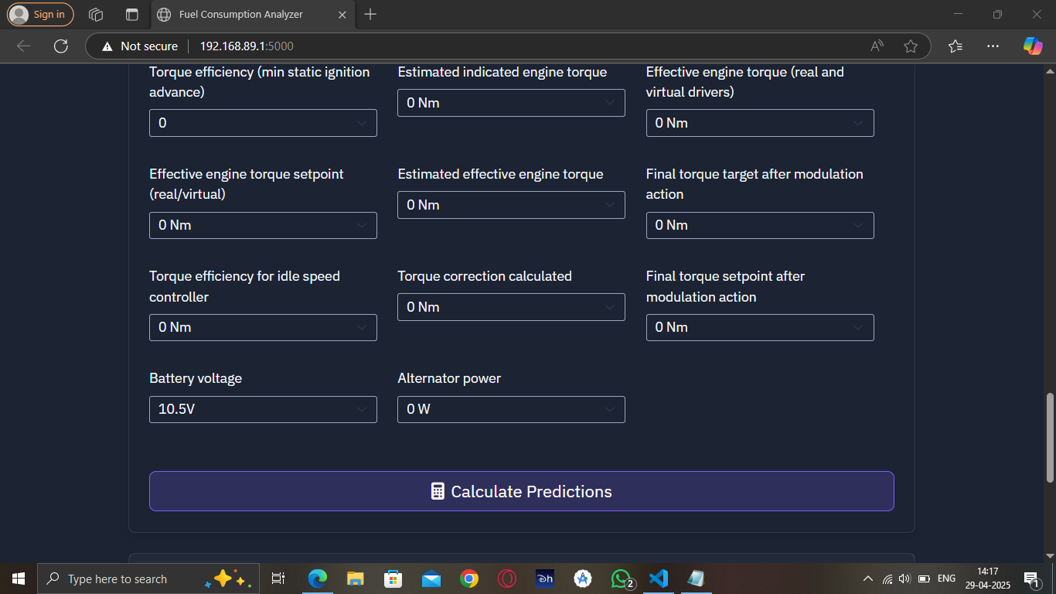 Sign in
Fuel Consumption Analyzer
Not secure
192.168.89.1:5000
Torque efficiency (min static ignition
advance)
0
Estimated indicated engine torque
0 Nm
Effective engine torque (real and
virtual drivers)
0 Nm
Effective engine torque setpoint
(real/virtual)
0 Nm
Estimated effective engine torque
0 Nm
Final torque target after modulation
action
0 Nm
Torque efficiency for idle speed
controller
0 Nm
Torque correction calculated
0 Nm
Final torque setpoint after
modulation action
0 Nm
Battery voltage
10.5V
Alternator power
0 W
Calculate Predictions
Type here to search
2
ENG
14:17
29-04-2025
1